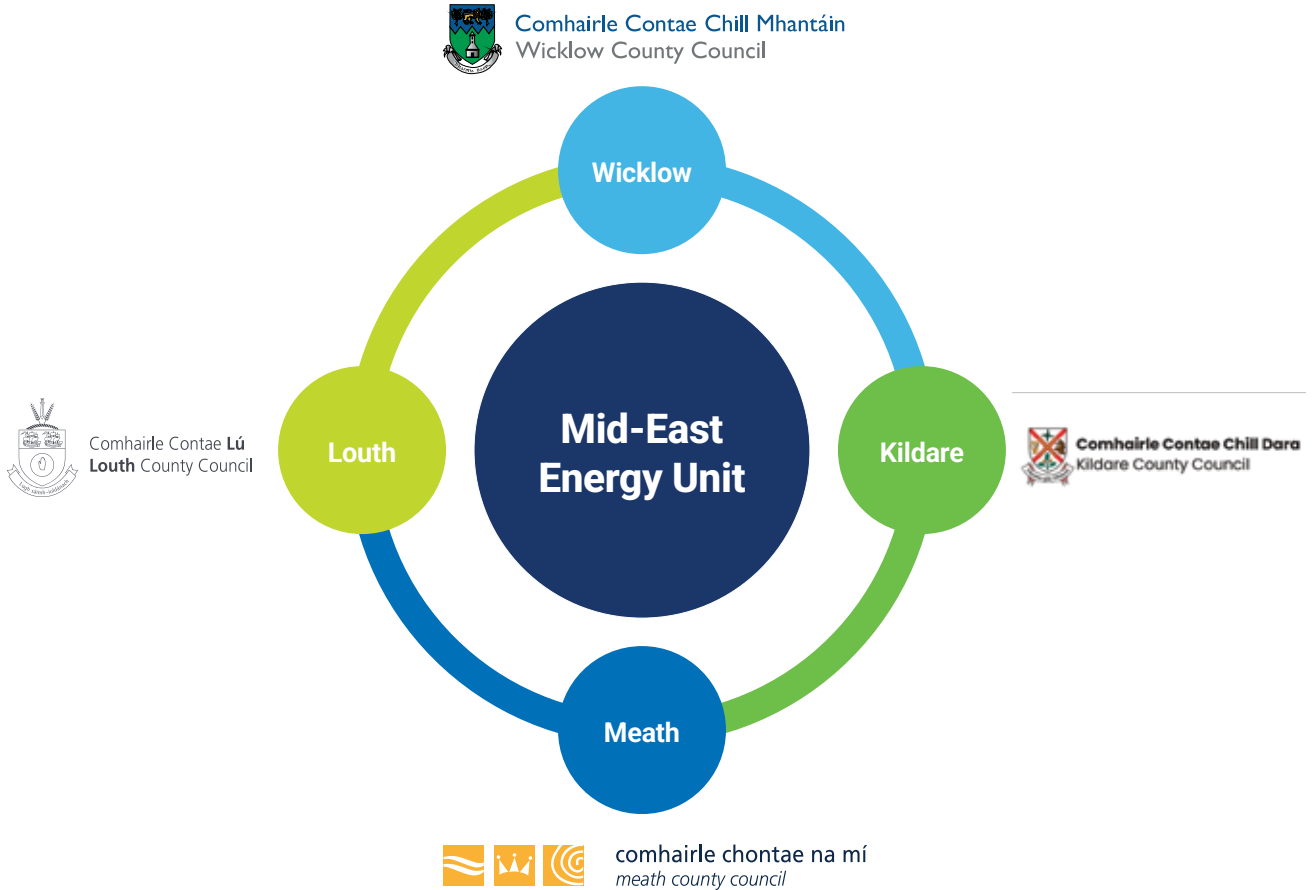 Comhairle Contae Chill Mhantáin
Wicklow County Council
Wicklow
Comhairle Contae Lú
Louth County Council
Louth
Mid-East
Energy Unit
Kildare
Comhairle Contae Chill Dara
Kildare County Council
Meath
comhairle chontae na mí
meath county council